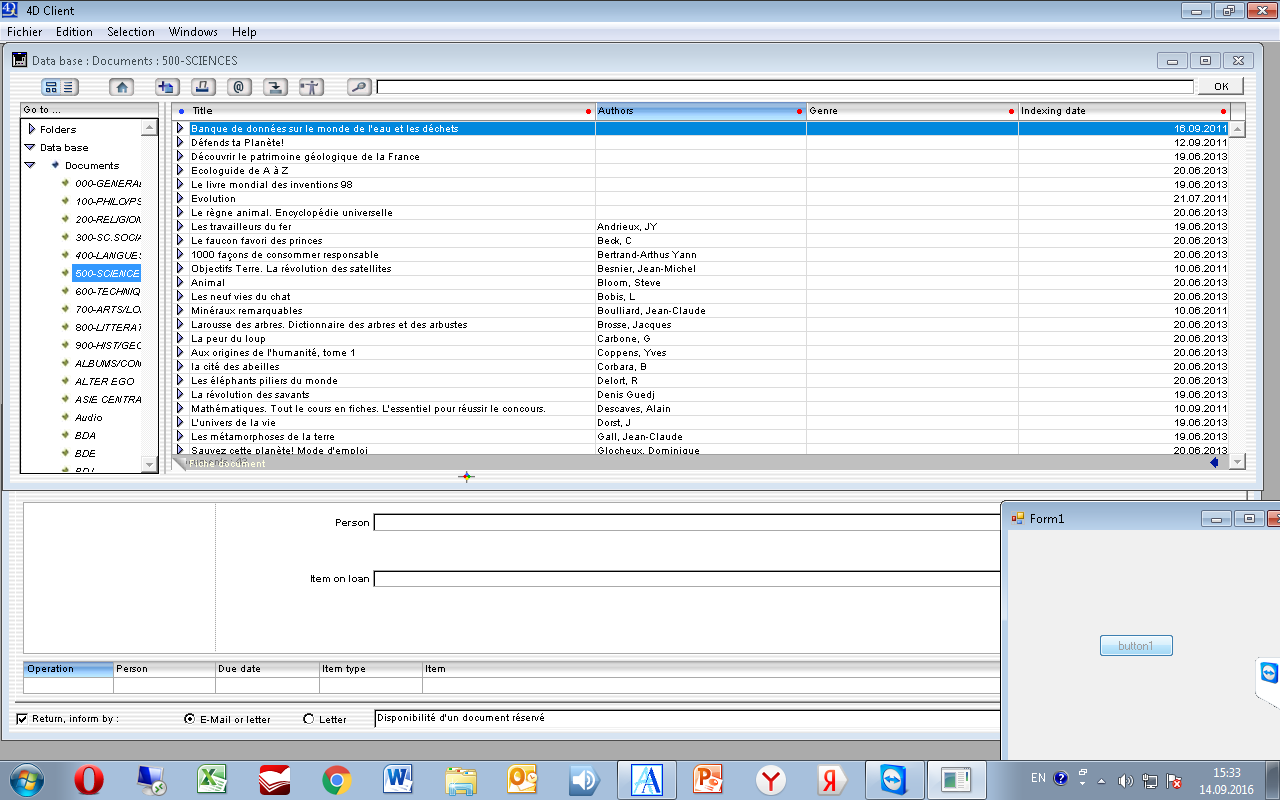 4D Client
Fichier Edition Selection Windows Help
Data base : Documents : 500-SCIENCES
OK
Go to ...
Folders
Data base
Documents
000-GENERAL
100-PHILO/PS
200-RELIGION
300-SC.SOCIA
400-LANGUES
500-SCIENCE
600-TECHNIQ
700-ARTS/LO
800-LITTERAT
900-HIST/GEO
ALBUMS/CON
ALTER EGO
ASIE CENTRA
Audio
BDA
BDE
Title Authors Genre Indexing date
Banque de données sur le monde de l'eau et les déchets 16.09.2011
Défends ta Planète! 12.09.2011
Découvrir le patrimoine géologique de la France 19.06.2013
Ecologuide de A à Z 20.06.2013
Le livre mondial des inventions 98 19.06.2013
Evolution 21.07.2011
Le règne animal. Encyclopédie universelle 20.06.2013
Les travailleurs du fer Andrieux, JY 19.06.2013
Le faucon favori des princes Beck, C 20.06.2013
1000 façons de consommer responsable Bertrand-Arthus Yann 20.06.2013
Objectifs Terre. La révolution des satellites Besnier, Jean-Michel 10.06.2011
Animal Bloom, Steve 20.06.2013
Les neuf vies du chat Bobis, L 20.06.2013
Minéraux remarquables Boulliard, Jean-Claude 10.06.2011
Larousse des arbres. Dictionnaire des arbres et des arbustes Brosse, Jacques 20.06.2013
La peur du loup Carbone, G 20.06.2013
Aux origines de l'humanité, tome 1 Coppens, Yves 20.06.2013
la cité des abeilles Corbara, B 20.06.2013
Les éléphants piliers du monde Delort, R 20.06.2013
La révolution des savants Denis Guedj 19.06.2013
Mathématiques. Tout le cours en fiches. L'essentiel pour réussir le concours. Descaves, Alain 10.09.2011
L'univers de la vie Dorst, J 19.06.2013
Les métamorphoses de la terre Gall, Jean-Claude 19.06.2013
Sauvez cette planète! Mode d'emploi Glocheux, Dominique 20.06.2013
Fiche document
Person
Item on loan
Operation Person Due date Item type Item
Return, inform by : E-Mail or letter Letter Disponibilité d'un document réservé
Form1
button1
EN
15:33
14.09.2016